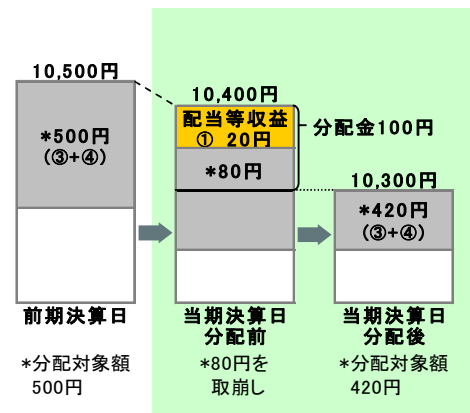 10,500円
*500円
(③+④)
前期決算日
*分配対象額
500円
10,400円
配当等収益
① 20円
*80円
分配金100円
当期決算日
分配前
*80円を
取崩し
10,300円
*420円
(③+④)
当期決算日
分配後
*分配対象額
420円